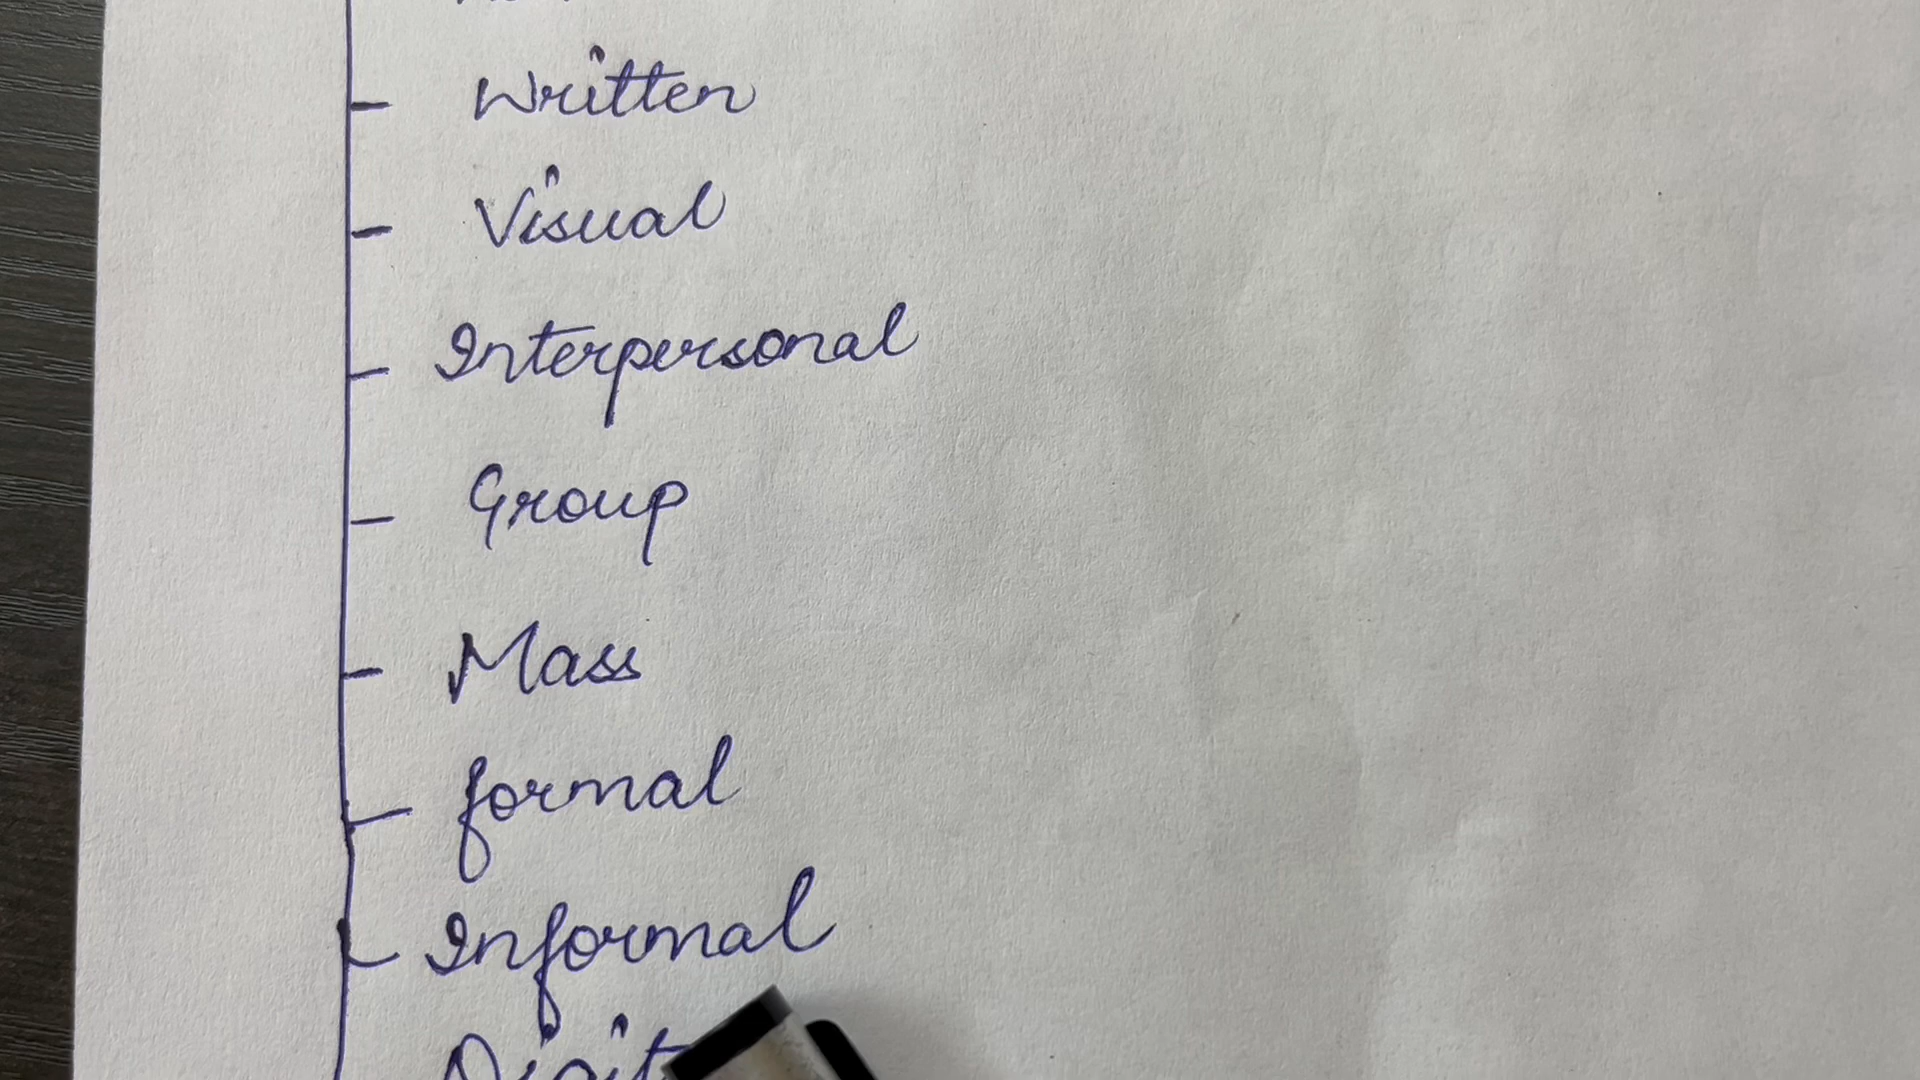 - Written
- Visual
- Interpersonal
- Group
- Mass
- formal
- Informal